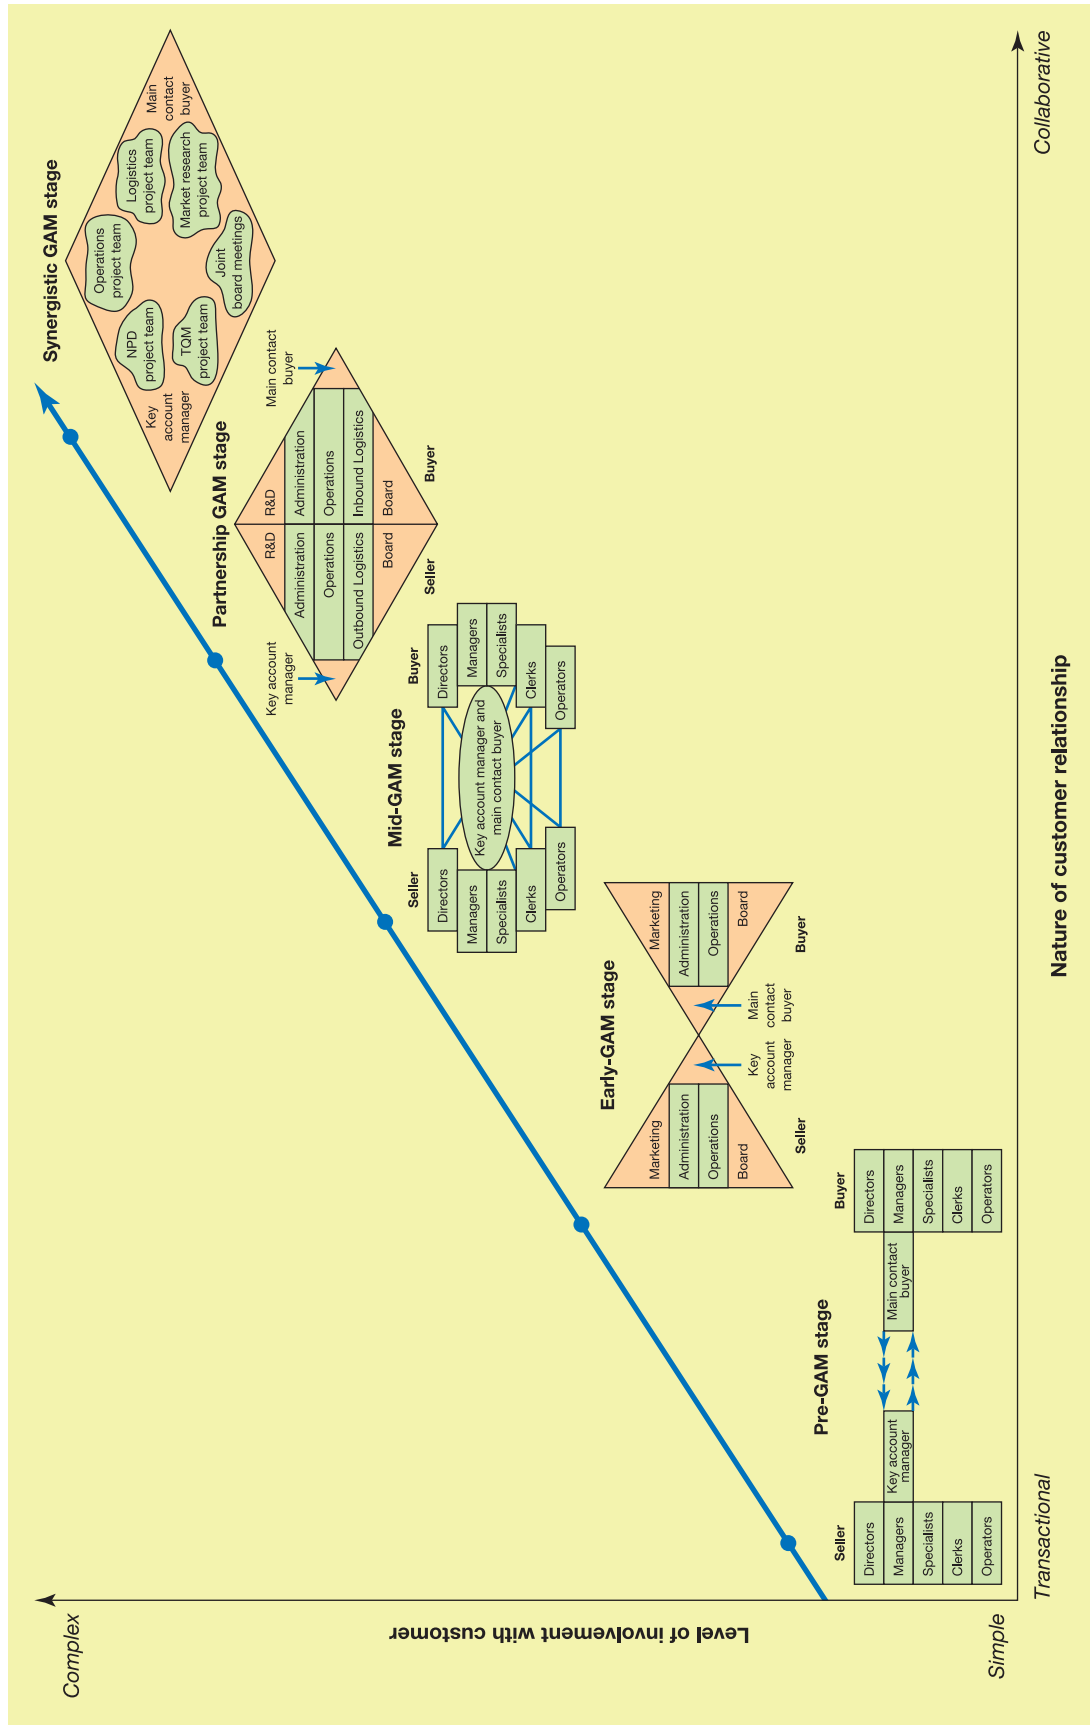 Complex
Level of involvement with customer
Simple
Transactional
Nature of customer relationship
Collaborative
Pre-GAM stage
Seller
Directors
Managers
Specialists
Clerks
Operators
Key account
manager
Main contact
buyer
Buyer
Directors
Managers
Specialists
Clerks
Operators
Early-GAM stage
Marketing
Administration
Operations
Board
Seller
Key
account
manager
Main
contact
buyer
Marketing
Administration
Operations
Board
Buyer
Mid-GAM stage
Seller
Directors
Managers
Specialists
Clerks
Operators
Key account manager and
main contact buyer
Buyer
Directors
Managers
Specialists
Clerks
Operators
Partnership GAM stage
Key account
manager
R&D
Administration
Operations
Outbound Logistics
Board
Seller
R&D
Administration
Operations
Inbound Logistics
Board
Buyer
Main contact
buyer
Synergistic GAM stage
Key
account
manager
NPD
project team
TQM
project team
Operations
project team
Joint
board meetings
Logistics
project team
Market research
project team
Main
contact
buyer